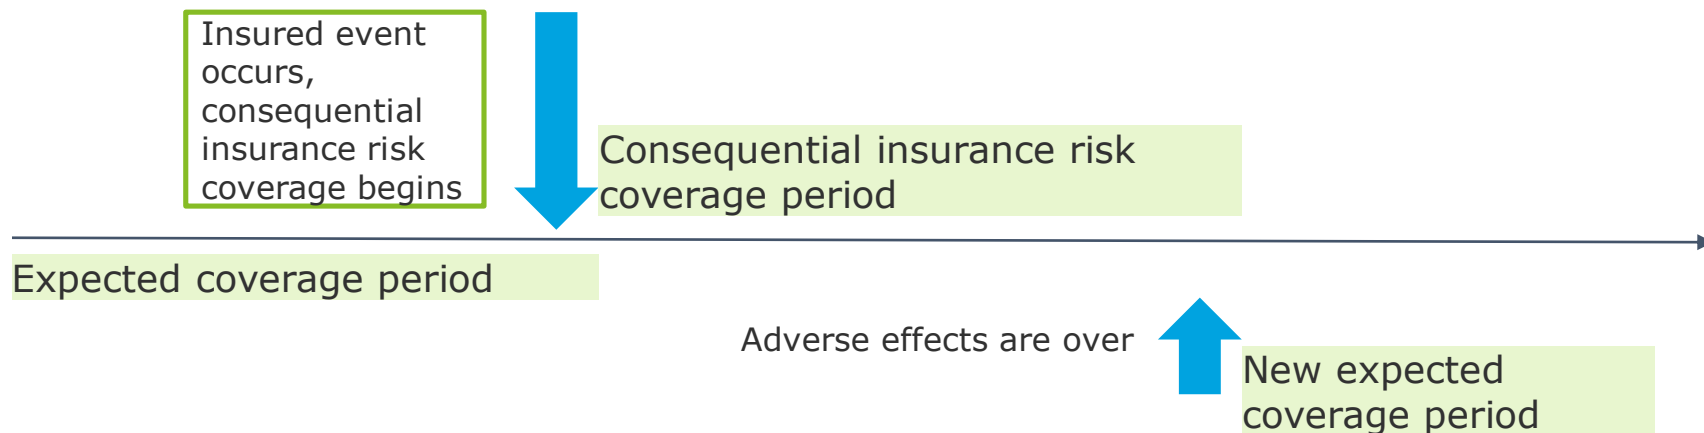 Insured event
occurs,
consequential
insurance risk
coverage begins
Consequential insurance risk
coverage period
Expected coverage period
Adverse effects are over
New expected
coverage period